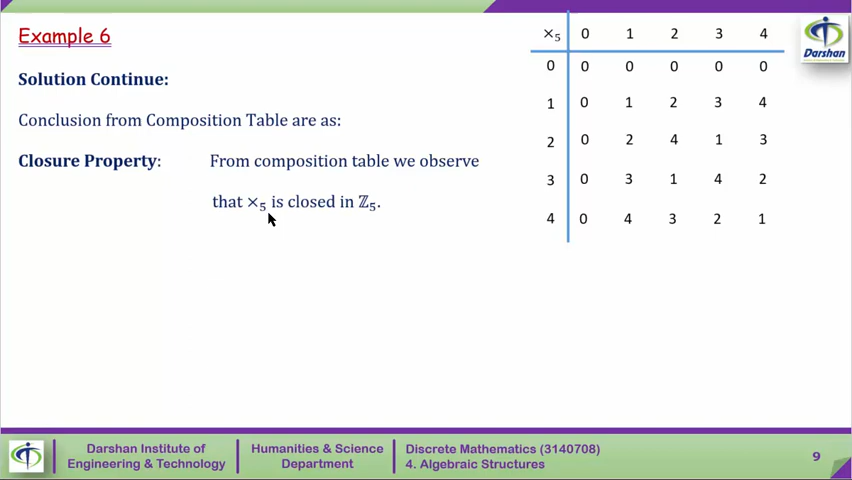 Example 6
Solution Continue:
Conclusion from Composition Table are as:
Closure Property: From composition table we observe
that ×₅ is closed in ℤ₅.
×₅ 0 1 2 3 4
0 0 0 0 0 0
1 0 1 2 3 4
2 0 2 4 1 3
3 0 3 1 4 2
4 0 4 3 2 1
Darshan
Darshan Institute of
Engineering & Technology
Humanities & Science
Department
Discrete Mathematics (3140708)
4. Algebraic Structures
9